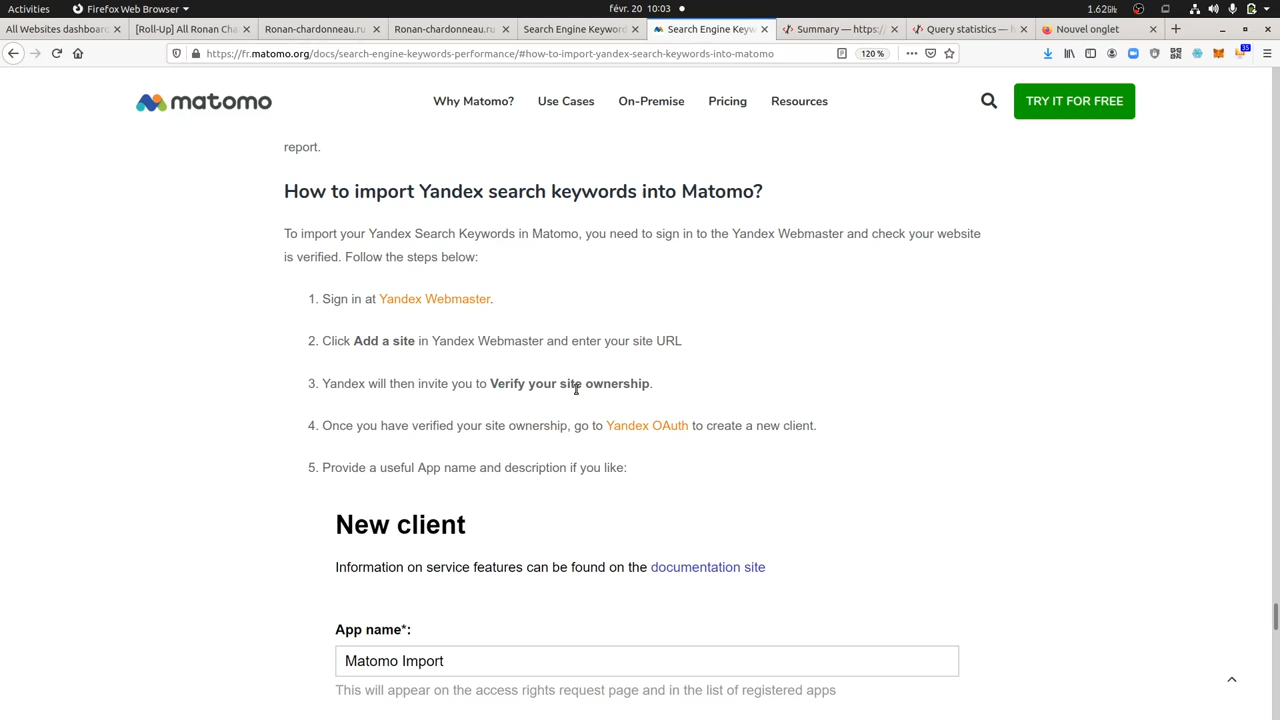 Activities
Firefox Web Browser
févr. 20 10:03
All Websites dashboard
[Roll-Up] All Ronan Ch
Ronan-chardonneau.ru
Ronan-chardonneau.ru
Search Engine Keyword
Search Engine Keyw
Summary — https:/
Query statistics — h
Nouvel onglet
https://fr.matomo.org/docs/search-engine-keywords-performance/#how-to-import-yandex-search-keywords-into-matomo
120 %
35
matomo
Why Matomo?
Use Cases
On-Premise
Pricing
Resources
TRY IT FOR FREE
report.
How to import Yandex search keywords into Matomo?
To import your Yandex Search Keywords in Matomo, you need to sign in to the Yandex Webmaster and check your website
is verified. Follow the steps below:
1. Sign in at Yandex Webmaster.
2. Click Add a site in Yandex Webmaster and enter your site URL
3. Yandex will then invite you to Verify your site ownership.
4. Once you have verified your site ownership, go to Yandex OAuth to create a new client.
5. Provide a useful App name and description if you like:
New client
Information on service features can be found on the documentation site
App name*:
Matomo Import
This will appear on the access rights request page and in the list of registered apps